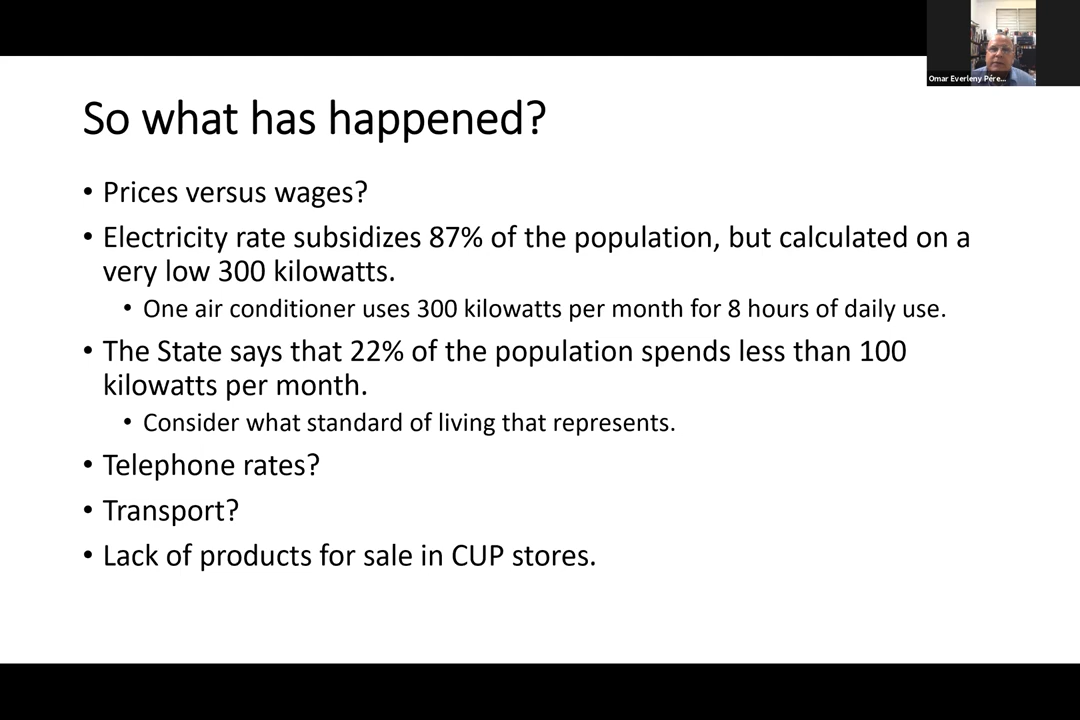 Omar Everleny Pére...
So what has happened?
• Prices versus wages?
• Electricity rate subsidizes 87% of the population, but calculated on a
very low 300 kilowatts.
• One air conditioner uses 300 kilowatts per month for 8 hours of daily use.
• The State says that 22% of the population spends less than 100
kilowatts per month.
• Consider what standard of living that represents.
• Telephone rates?
• Transport?
• Lack of products for sale in CUP stores.